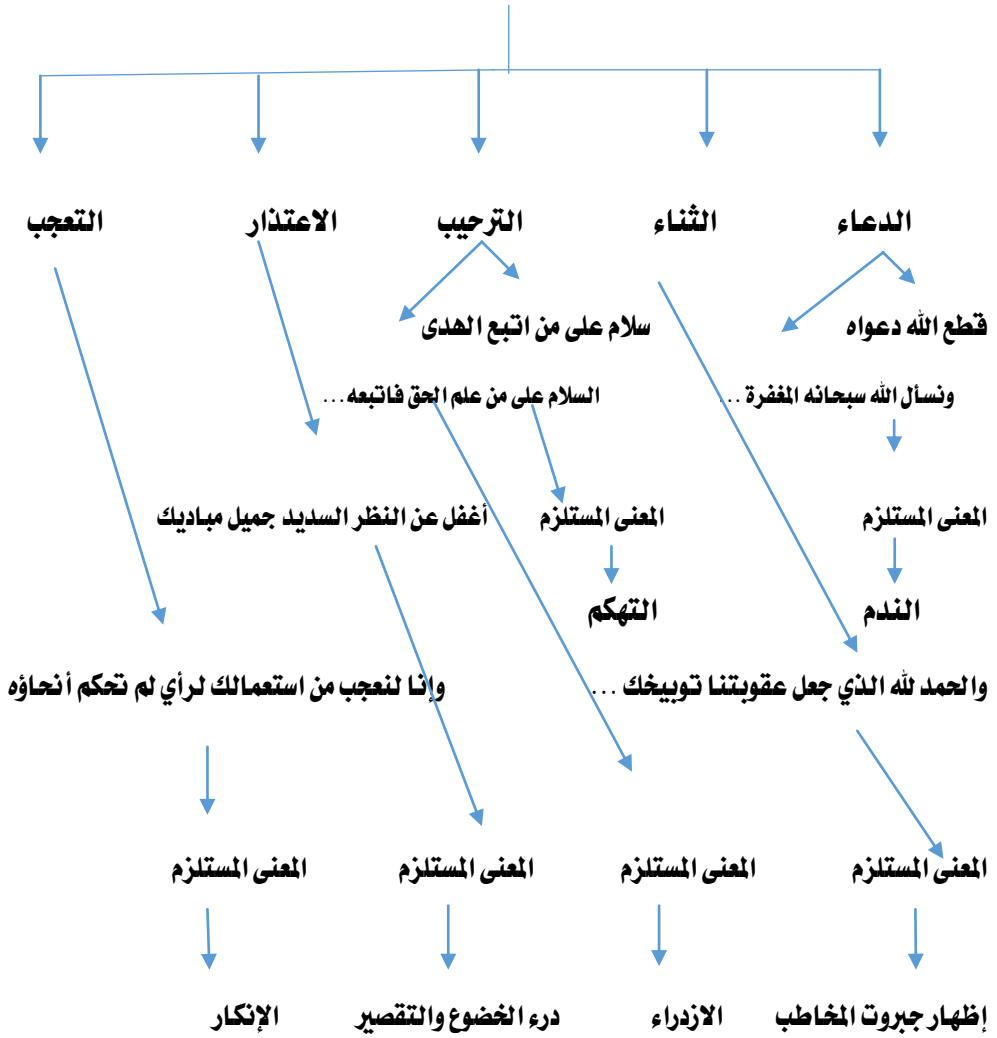 الدعاء الثناء الترحيب الاعتذار التعجب
قطع الله دعواه سلام على من اتبع الهدى
ونسأل الله سبحانه المغفرة ... السلام على من علم الحق فاتبعه...
المعنى المستلزم المعنى المستلزم أغفل عن النظر السديد جميل مباديك
الندم التهكم
والحمد لله الذي جعل عقوبتنا توبيخك ... وإنا لنعجب من استعمالك لرأي لم تحكم أنحاؤه
المعنى المستلزم المعنى المستلزم المعنى المستلزم المعنى المستلزم
إظهار جبروت المخاطب الازدراء درء الخضوع والتقصير الإنكار